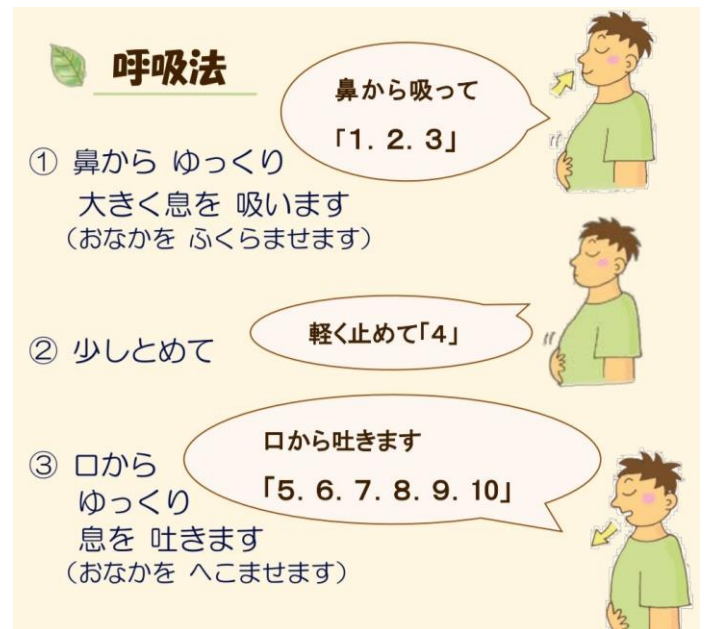 呼吸法
鼻から吸って
「1. 2. 3」
① 鼻から ゆっくり
大きく息を 吸います
(おなかを ふくらませます)
② 少しとめて
軽く止めて「4」
③ 口から
ゆっくり
息を 吐きます
(おなかを へこませます)
口から吐きます
「5. 6. 7. 8. 9. 10」